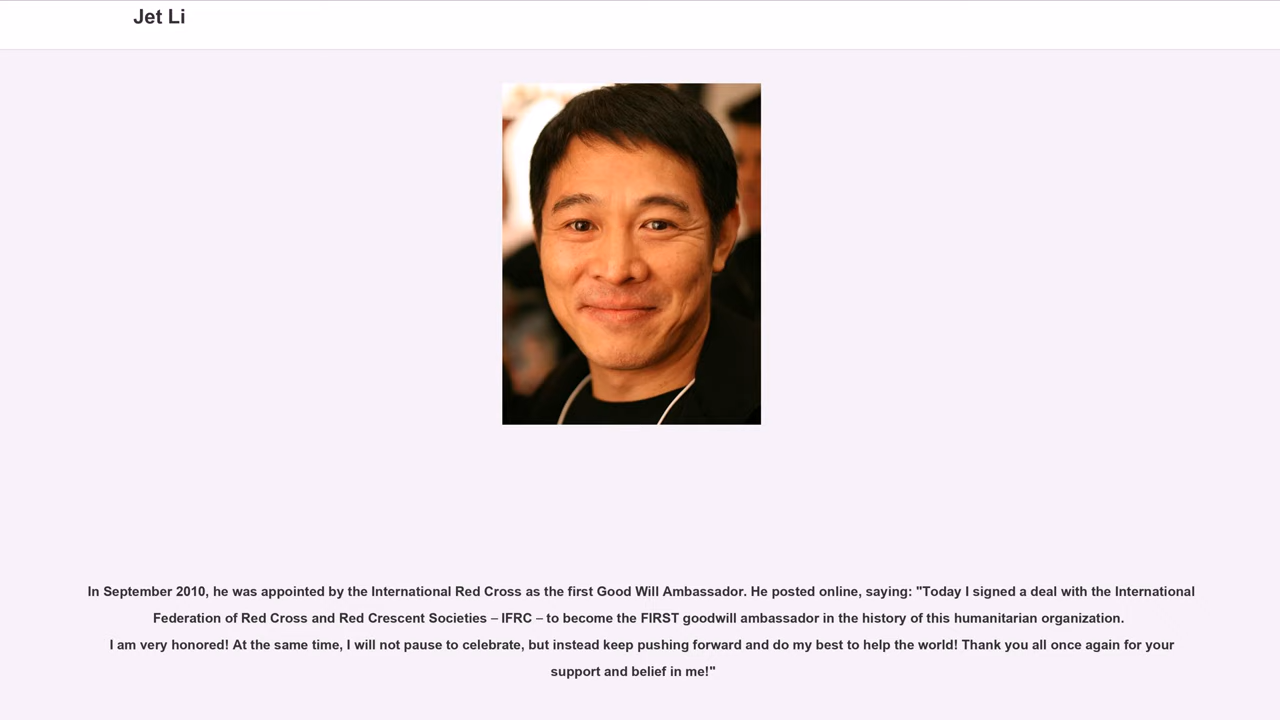 Jet Li
In September 2010, he was appointed by the International Red Cross as the first Good Will Ambassador. He posted online, saying: "Today I signed a deal with the International
Federation of Red Cross and Red Crescent Societies – IFRC – to become the FIRST goodwill ambassador in the history of this humanitarian organization.
I am very honored! At the same time, I will not pause to celebrate, but instead keep pushing forward and do my best to help the world! Thank you all once again for your
support and belief in me!"